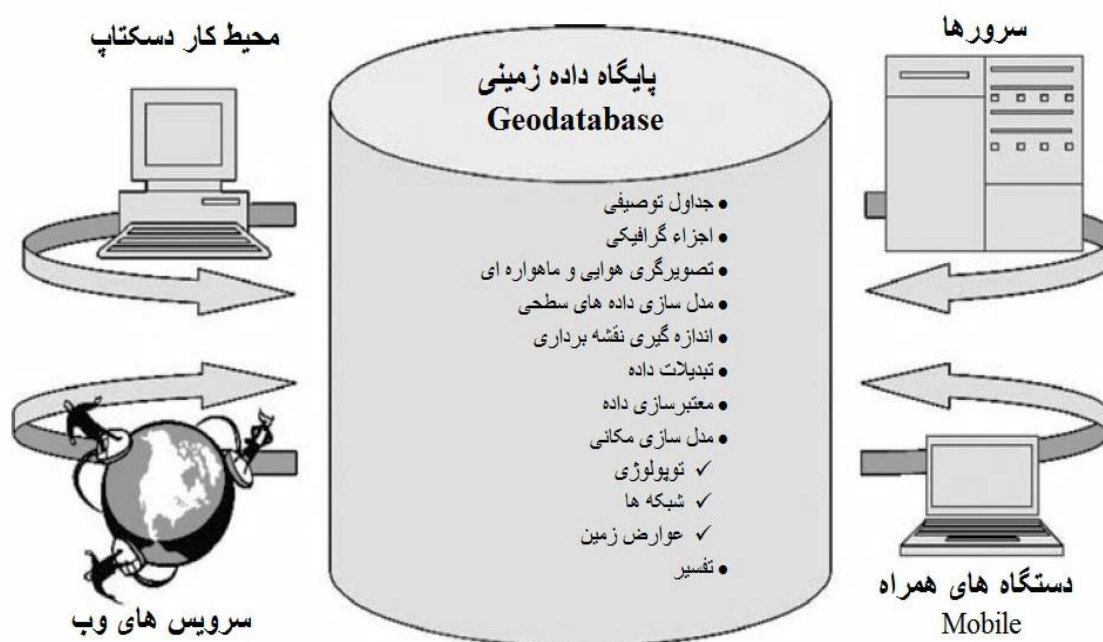 سرورها
محیط کار دسکتاپ
پایگاه داده زمینی
Geodatabase
• جداول توصیفی
• اجزاء گرافیکی
• تصویرگری هوایی و ماهواره ای
• مدل سازی داده های سطحی
• اندازه گیری نقشه برداری
• تبدیلات داده
• معتبرسازی داده
• مدل سازی مکانی
✓ توپولوژی
✓ شبکه ها
✓ عوارض زمین
• تفسیر
دستگاه های همراه
Mobile
سرویس های وب